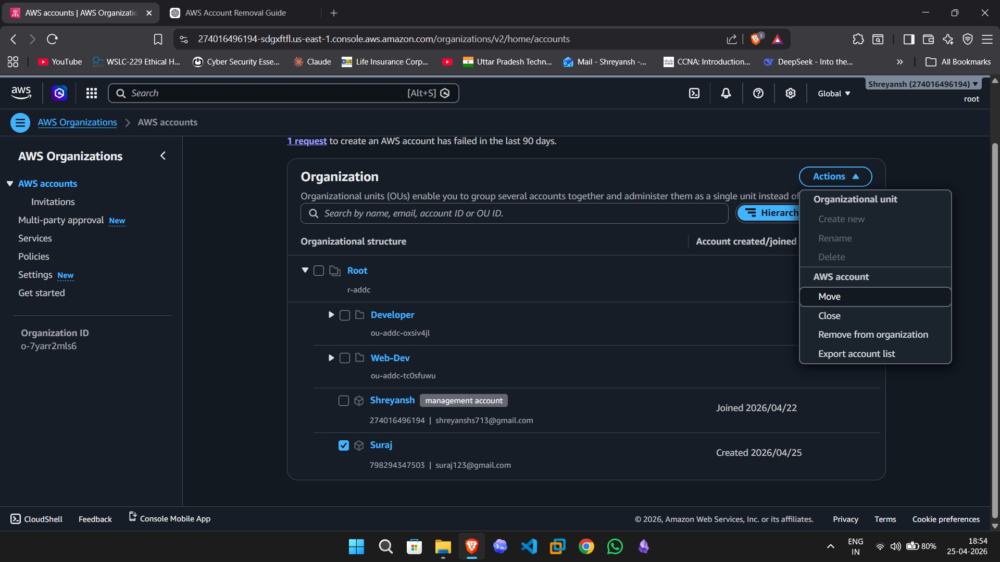 AWS accounts | AWS Organizatio
AWS Account Removal Guide
274016496194-sdgxftfl.us-east-1.console.aws.amazon.com/organizations/v2/home/accounts
3
YouTube
WSLC-229 Ethical H...
Cyber Security Esse...
Claude
Life Insurance Corp...
Uttar Pradesh Techn...
Mail - Shreyansh -...
CCNA: Introduction...
DeepSeek - Into the...
All Bookmarks
aws
Search
[Alt+S]
Global
Shreyansh (274016496194)
root
AWS Organizations
AWS accounts
AWS Organizations
AWS accounts
Invitations
Multi-party approval New
Services
Policies
Settings New
Get started
Organization ID
o-7yarr2mls6
1 request to create an AWS account has failed in the last 90 days.
Organization
Actions
Organizational units (OUs) enable you to group several accounts together and administer them as a single unit instead of
Search by name, email, account ID or OU ID.
Hierarch
Organizational structure
Account created/joined
Root
r-addc
Developer
ou-addc-oxsiv4jl
Web-Dev
ou-addc-tc0sfuwu
Shreyansh management account
274016496194 | shreyanshs713@gmail.com
Joined 2026/04/22
Suraj
798294347503 | suraj123@gmail.com
Created 2026/04/25
Organizational unit
Create new
Rename
Delete
AWS account
Move
Close
Remove from organization
Export account list
CloudShell
Feedback
Console Mobile App
© 2026, Amazon Web Services, Inc. or its affiliates.
Privacy
Terms
Cookie preferences
ENG
IN
80%
18:54
25-04-2026